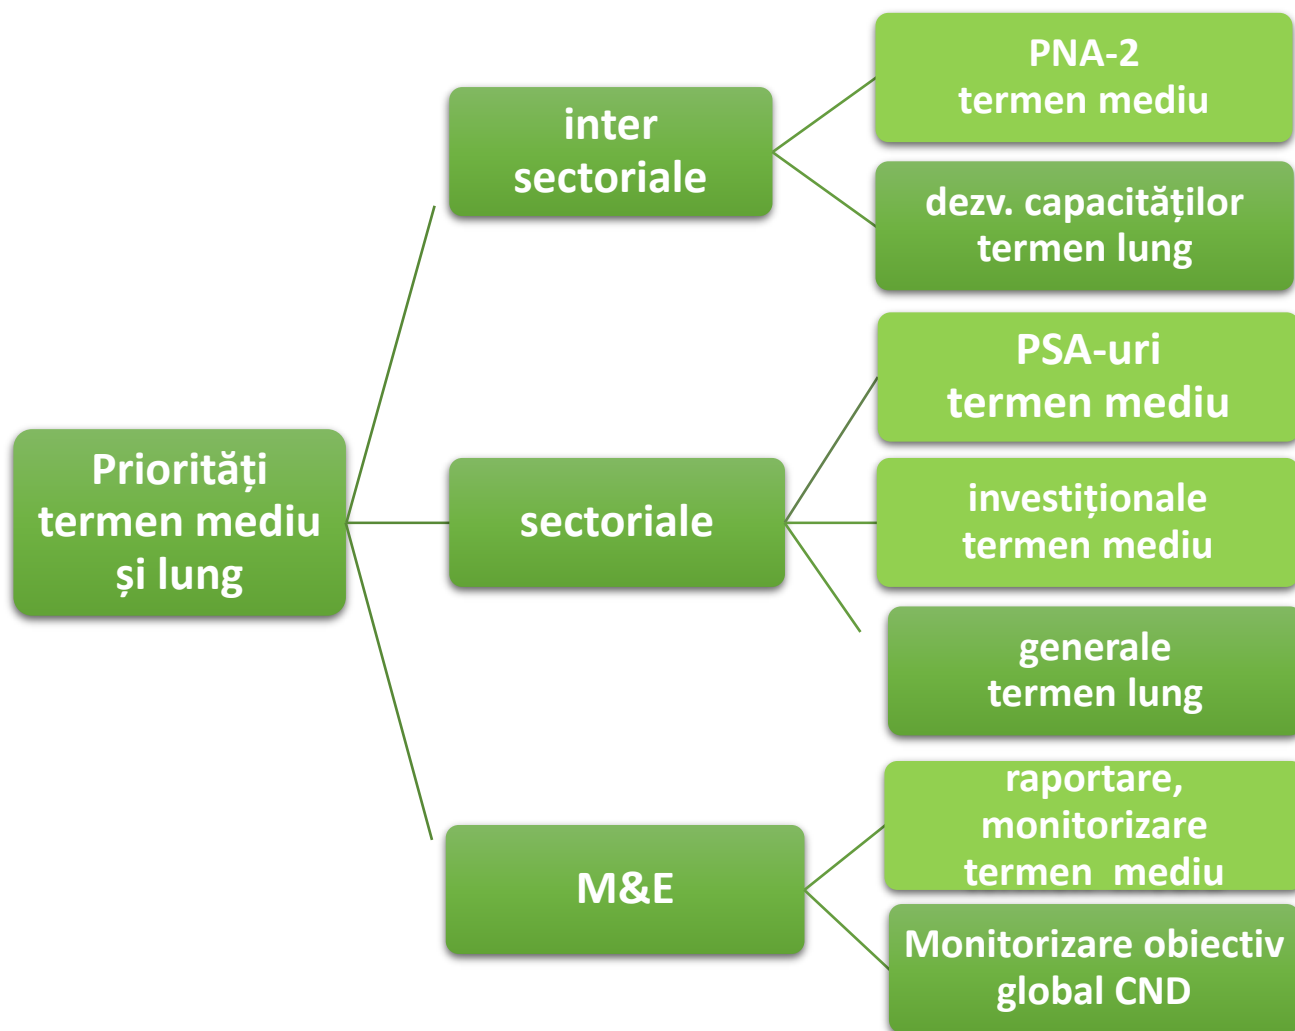 Priorități
termen mediu
și lung
inter
sectoriale
PNA-2
termen mediu
dezv. capacităților
termen lung
sectoriale
PSA-uri
termen mediu
investiționale
termen mediu
generale
termen lung
M&E
raportare,
monitorizare
termen mediu
Monitorizare obiectiv
global CND